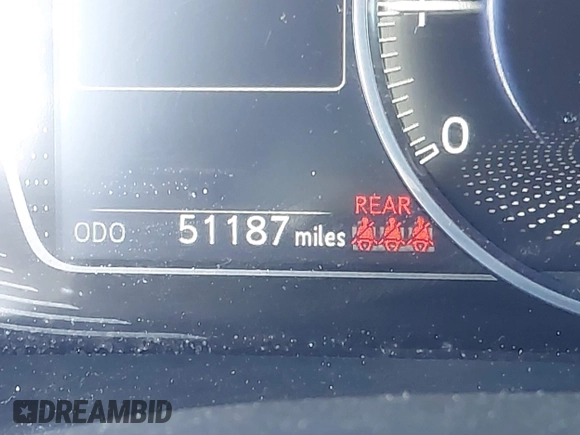 0
REAR
ODO 51187 miles
DREAMBID